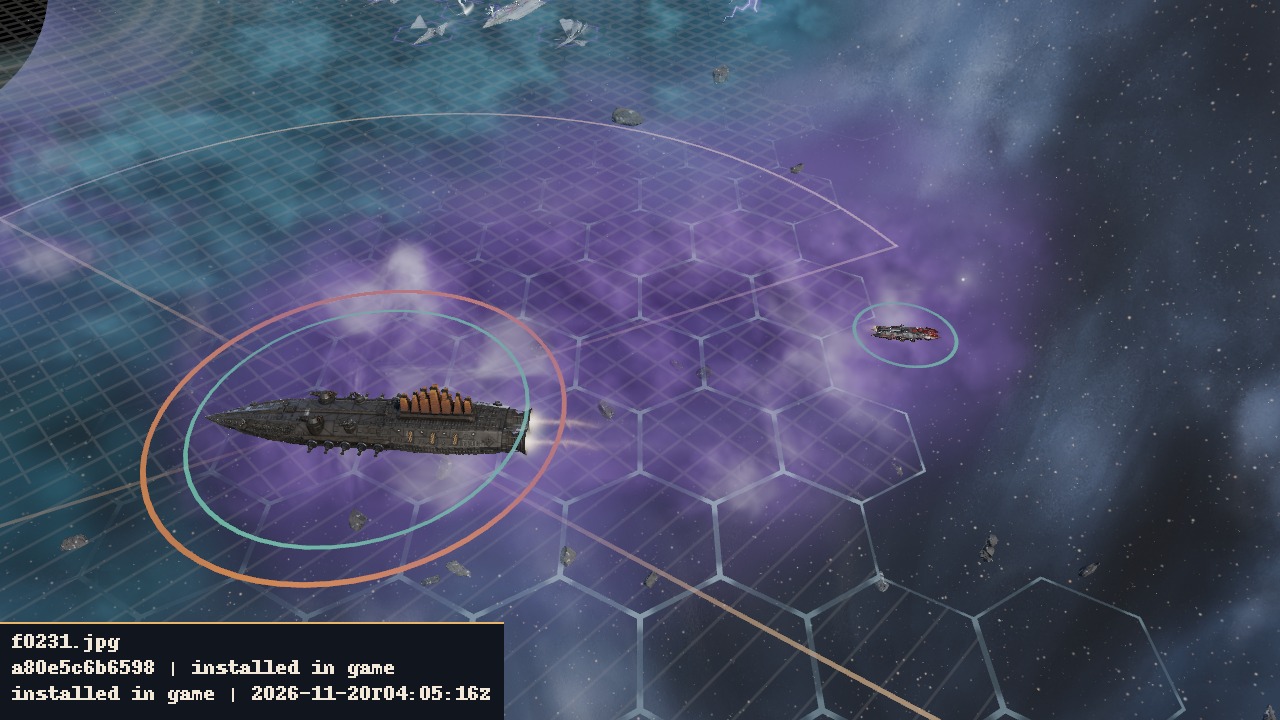 f0231.jpg
a80e5c6b6598 | installed in game
installed in game | 2026-11-20T04:05:16Z